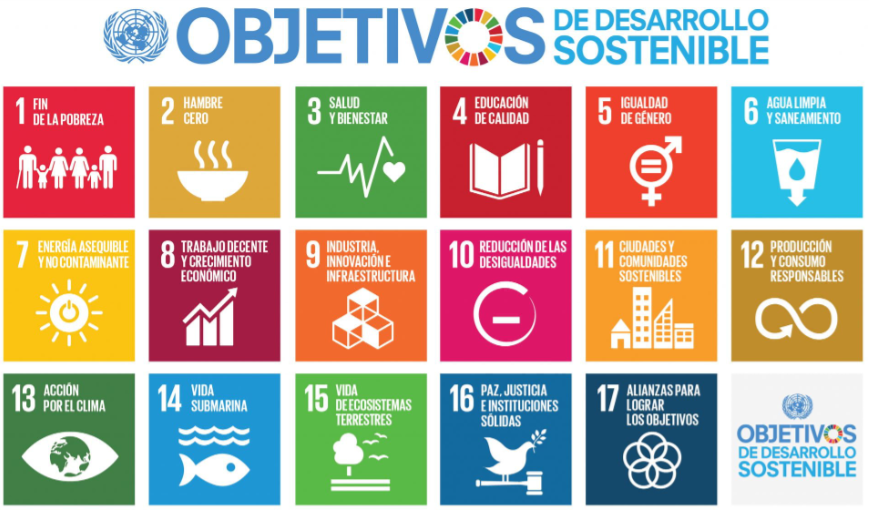 OBJETIVOS DE DESARROLLO
SOSTENIBLE
1 FIN
DE LA POBREZA
2 HAMBRE
CERO
3 SALUD
Y BIENESTAR
4 EDUCACIÓN
DE CALIDAD
5 IGUALDAD
DE GÉNERO
6 AGUA LIMPIA
Y SANEAMIENTO
7 ENERGÍA ASEQUIBLE
Y NO CONTAMINANTE
8 TRABAJO DECENTE
Y CRECIMIENTO
ECONÓMICO
9 INDUSTRIA,
INNOVACIÓN E
INFRAESTRUCTURA
10 REDUCCIÓN DE LAS
DESIGUALDADES
11 CIUDADES Y
COMUNIDADES
SOSTENIBLES
12 PRODUCCIÓN
Y CONSUMO
RESPONSABLES
13 ACCIÓN
POR EL CLIMA
14 VIDA
SUBMARINA
15 VIDA
DE ECOSISTEMAS
TERRESTRES
16 PAZ, JUSTICIA
E INSTITUCIONES
SÓLIDAS
17 ALIANZAS PARA
LOGRAR
LOS OBJETIVOS
OBJETIVOS
DE DESARROLLO
SOSTENIBLE